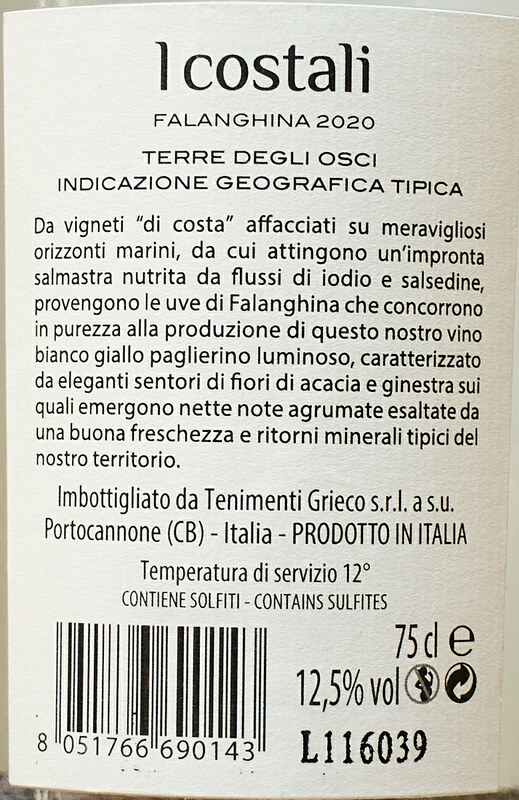 I costali
FALANGHINA 2020
TERRE DEGLI OSCI
INDICAZIONE GEOGRAFICA TIPICA
Da vigneti “di costa” affacciati su meravigliosi
orizzonti marini, da cui attingono un’impronta
salmastra nutrita da flussi di iodio e salsedine,
provengono le uve di Falanghina che concorrono
in purezza alla produzione di questo nostro vino
bianco giallo paglierino luminoso, caratterizzato
da eleganti sentori di fiori di acacia e ginestra sui
quali emergono nette note agrumate esaltate da
una buona freschezza e ritorni minerali tipici del
nostro territorio.
Imbottigliato da Tenimenti Grieco s.r.l. a s.u.
Portocannone (CB) - Italia - PRODOTTO IN ITALIA
Temperatura di servizio 12°
CONTIENE SOLFITI - CONTAINS SULFITES
75 cl e
12,5% vol
L116039
8 051766 690143